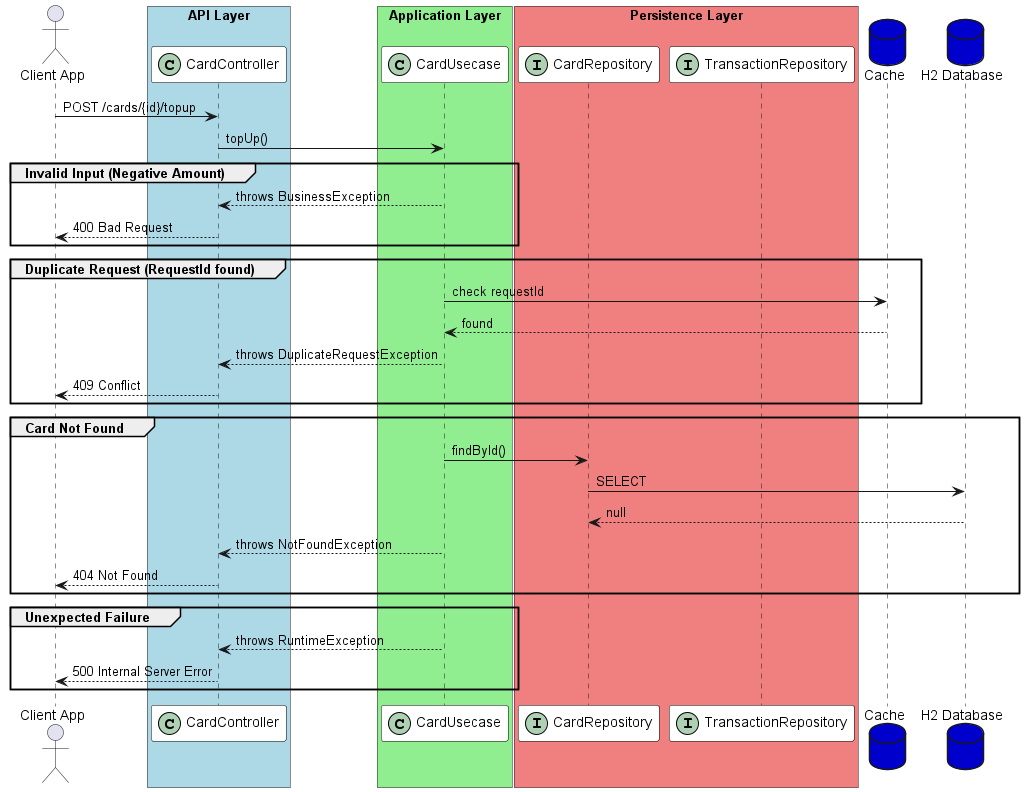 API Layer
Application Layer
Persistence Layer
Client App
C CardController
C CardUsecase
I CardRepository
I TransactionRepository
Cache
H2 Database
POST /cards/{id}/topup
topUp()
Invalid Input (Negative Amount)
throws BusinessException
400 Bad Request
Duplicate Request (RequestId found)
check requestId
found
throws DuplicateRequestException
409 Conflict
Card Not Found
findById()
SELECT
null
throws NotFoundException
404 Not Found
Unexpected Failure
throws RuntimeException
500 Internal Server Error
Client App
C CardController
C CardUsecase
I CardRepository
I TransactionRepository
Cache
H2 Database